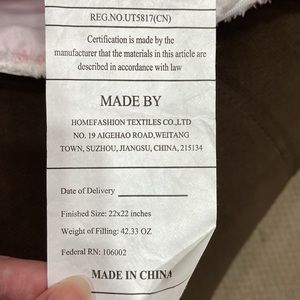 REG.NO.UT5817(CN)
Certification is made by the
manufacturer that the materials in this article are
described in accordance with law
MADE BY
HOMEFASHION TEXTILES CO.,LTD
NO. 19 AIGEHAO ROAD,WEITANG
TOWN, SUZHOU, JIANGSU, CHINA, 215134
Date of Delivery
Finished Size: 22x22 inches
Weight of Filling: 42.33 OZ
Federal RN: 106002
MADE IN CHINA